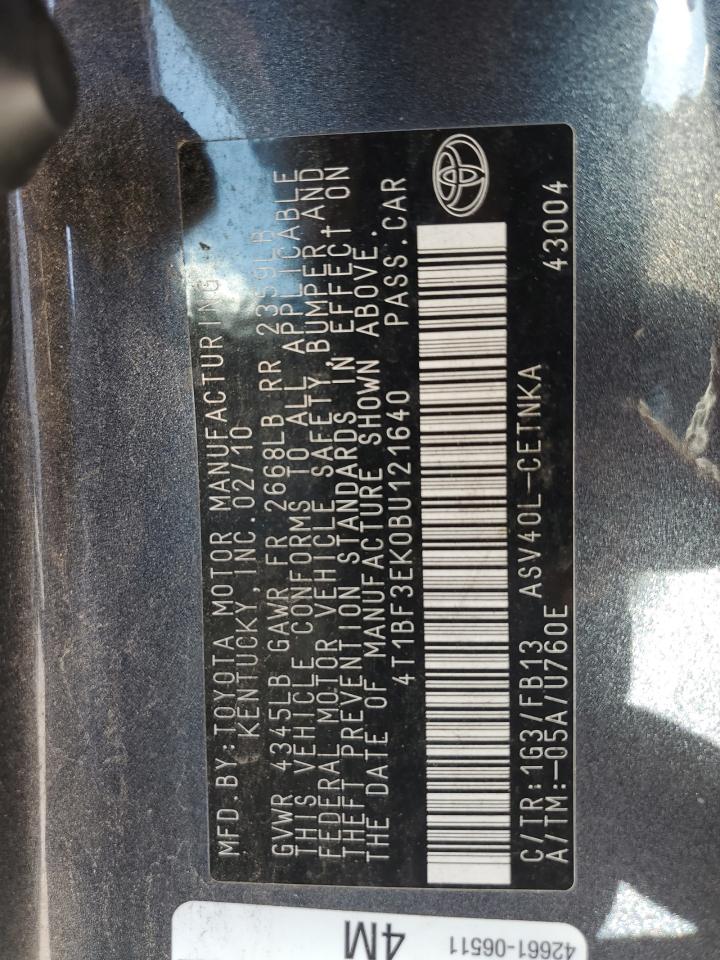 MFD.BY:TOYOTA MOTOR MANUFACTURING
KENTUCKY,INC.02/10
GVWR 4345LB GAWR FR 2668LB RR 2359LB
THIS VEHICLE CONFORMS TO ALL APPLICABLE
FEDERAL MOTOR VEHICLE SAFETY,BUMPER AND
THEFT PREVENTION STANDARDS IN EFFECT ON
THE DATE OF MANUFACTURE SHOWN ABOVE.
4T1BF3EK0BU121640 PASS.CAR
C/TR:1G3/FB13 ASV40L-CETNKA 43004
A/TM:-05A/U760E
4M
42661-06511